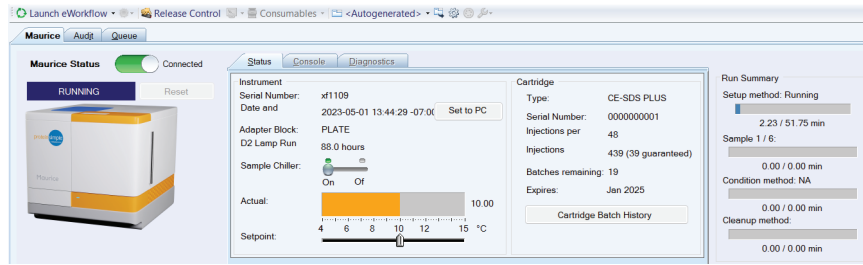 Launch eWorkflow Release Control Consumables <Autogenerated>
Maurice Audit Queue
Maurice Status Connected
RUNNING Reset
Maurice
Status Console Diagnostics
Instrument
Serial Number: xf1109
Date and 2023-05-01 13:44:29 -07:00 Set to PC
Adapter Block: PLATE
D2 Lamp Run 88.0 hours
Sample Chiller:
On Of
Actual: 10.00
4 6 8 10 12 15 °C
Setpoint:
Cartridge
Type: CE-SDS PLUS
Serial Number: 0000000001
Injections per 48
Injections 439 (39 guaranteed)
Batches remaining: 19
Expires: Jan 2025
Cartridge Batch History
Run Summary
Setup method: Running
2.23 / 51.75 min
Sample 1 / 6:
0.00 / 0.00 min
Condition method: NA
0.00 / 0.00 min
Cleanup method:
0.00 / 0.00 min